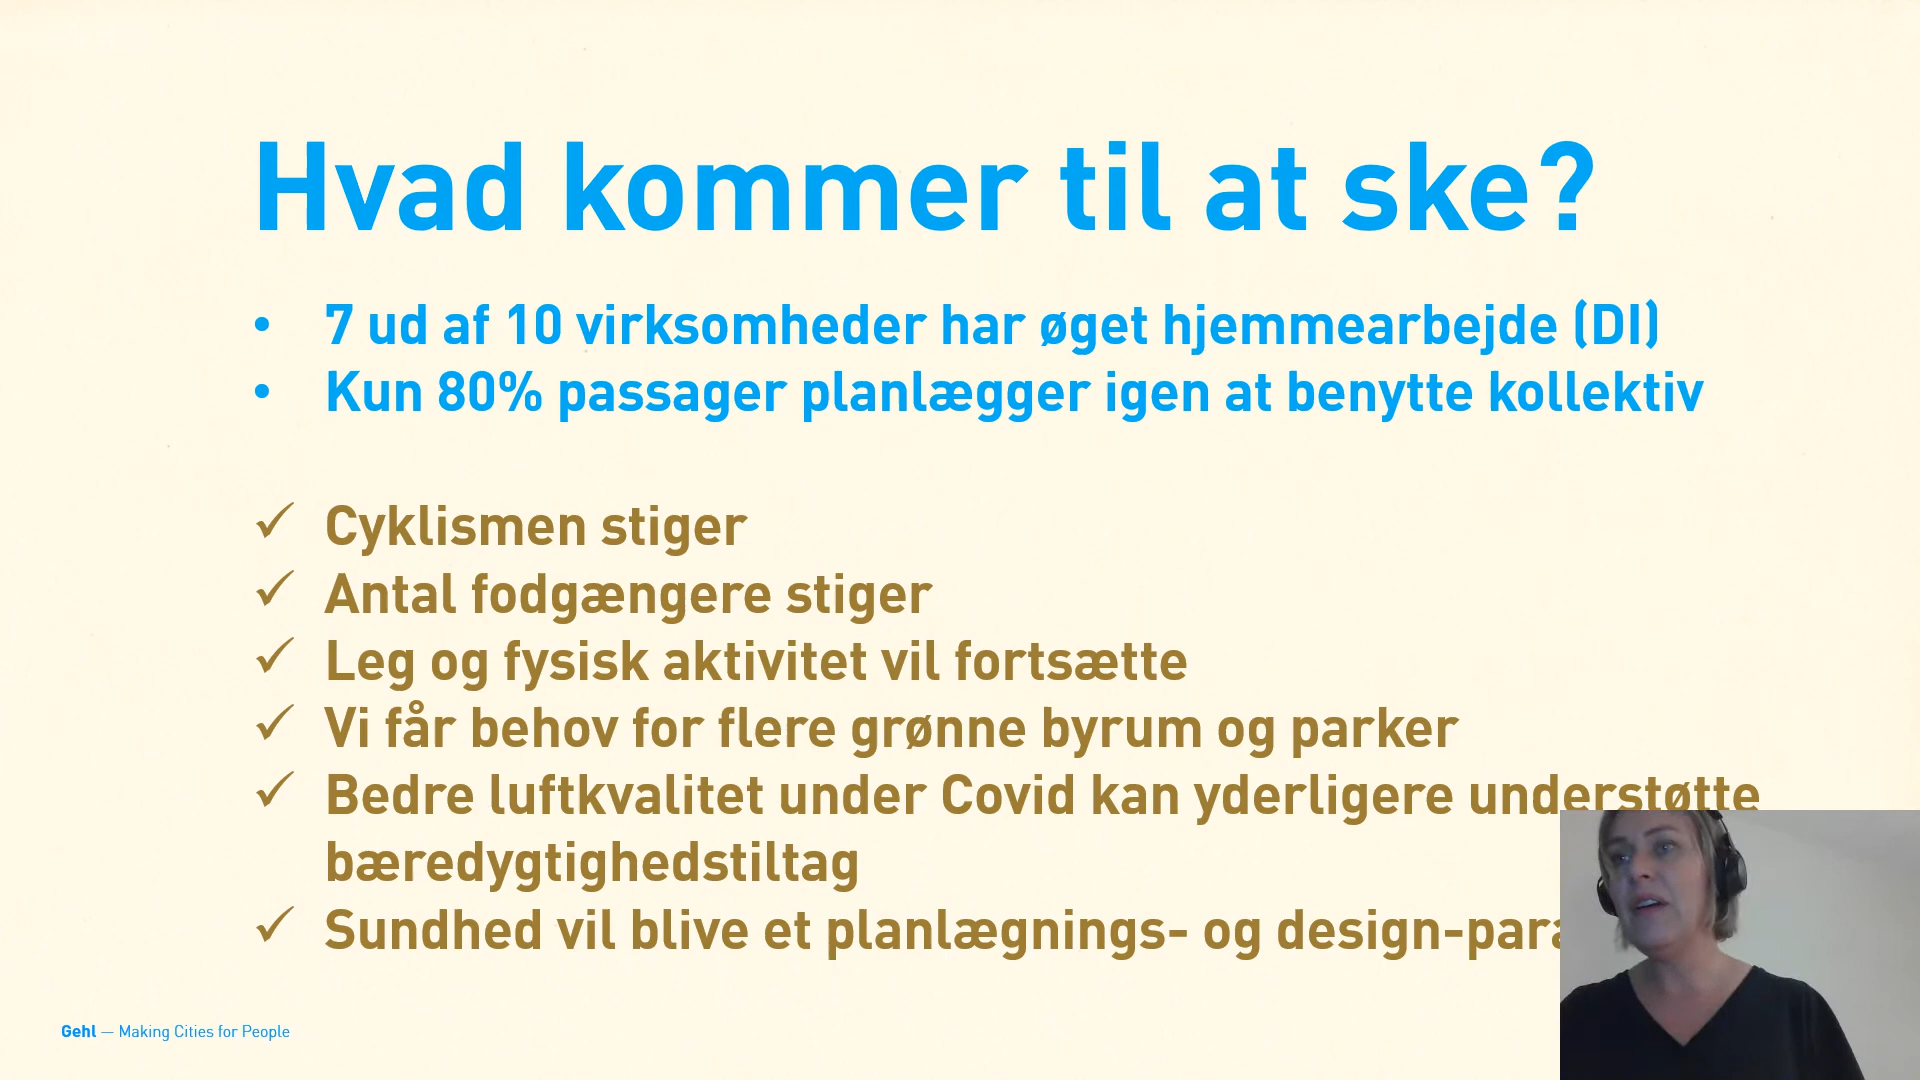 Hvad kommer til at ske?
• 7 ud af 10 virksomheder har øget hjemmearbejde (DI)
• Kun 80% passager planlægger igen at benytte kollektiv
✓ Cyklismen stiger
✓ Antal fodgængere stiger
✓ Leg og fysisk aktivitet vil fortsætte
✓ Vi får behov for flere grønne byrum og parker
✓ Bedre luftkvalitet under Covid kan yderligere understøtte
bæredygtighedstiltag
✓ Sundhed vil blive et planlægnings- og
Gehl — Making Cities for People